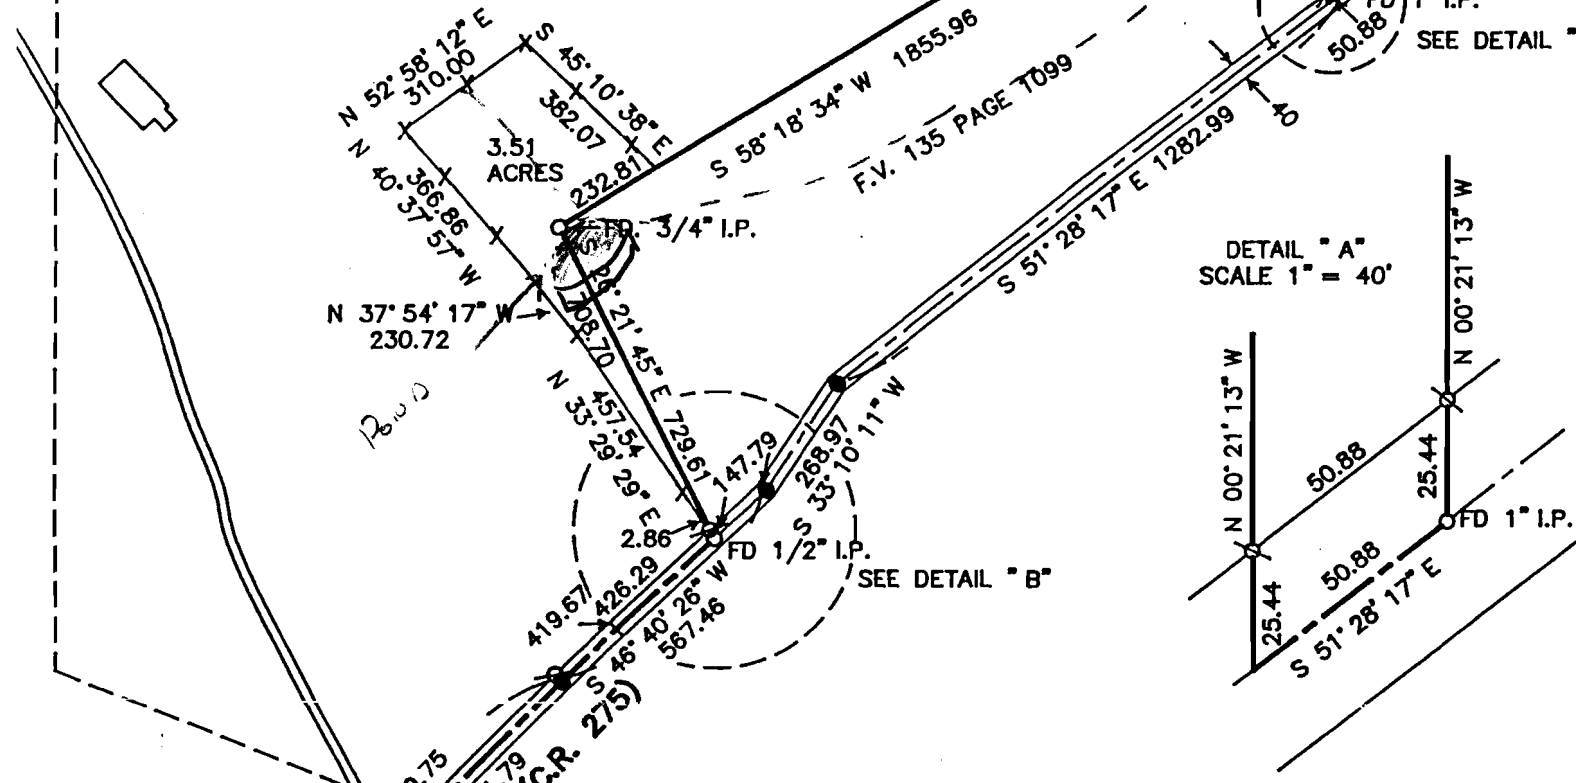 FD 1" I.P.
50.88
SEE DETAIL "
N 52° 58' 12" E
310.00
S 45° 10' 38" E
382.07
1855.96
S 58° 18' 34" W
F.V. 135 PAGE 1099
40
1282.99
S 51° 28' 17" E
3.51
ACRES
232.81
N 40° 37' 57" W
366.86
FD. 3/4" I.P.
N 37° 54' 17" W
230.72
708.70
S 26° 21' 45" E 729.61
457.54
N 33° 29' 29" E
147.79
268.97
S 33° 10' 11" W
2.86
FD 1/2" I.P.
SEE DETAIL "B"
426.29
419.67
S 46° 40' 26" W
567.46
(C.R. 275)
.75
.79
DETAIL "A"
SCALE 1" = 40'
N 00° 21' 13" W
N 00° 21' 13" W
50.88
25.44
FD 1" I.P.
50.88
25.44
S 51° 28' 17" E